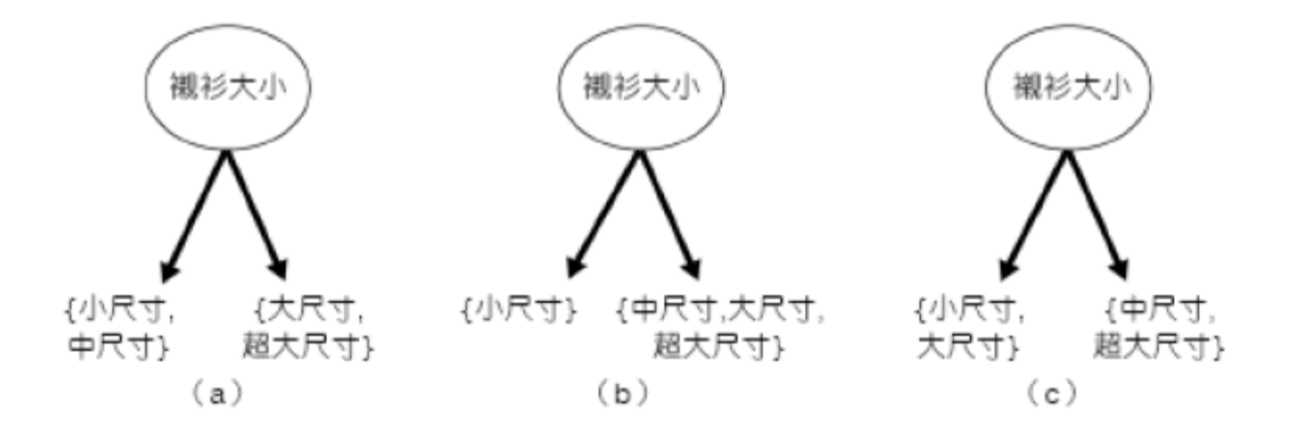 襯衫大小
襯衫大小
襯衫大小
{小尺寸,
中尺寸}
{大尺寸,
超大尺寸}
{小尺寸}
{中尺寸,大尺寸,
超大尺寸}
{小尺寸,
大尺寸}
{中尺寸,
超大尺寸}
（a）
（b）
（c）